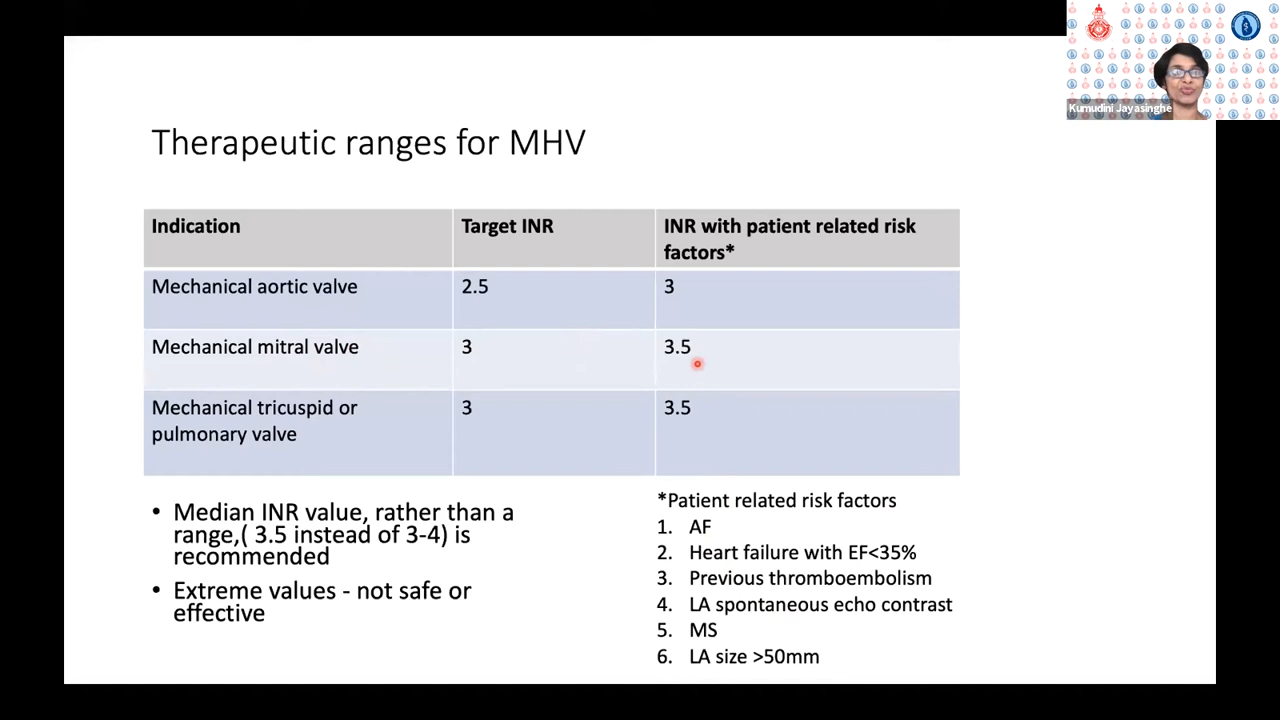 Kumudini Jayasinghe
Therapeutic ranges for MHV
Indication
Target INR
INR with patient related risk
factors*
Mechanical aortic valve
2.5
3
Mechanical mitral valve
3
3.5
Mechanical tricuspid or
pulmonary valve
3
3.5
• Median INR value, rather than a
range,( 3.5 instead of 3-4) is
recommended
• Extreme values - not safe or
effective
*Patient related risk factors
1. AF
2. Heart failure with EF<35%
3. Previous thromboembolism
4. LA spontaneous echo contrast
5. MS
6. LA size >50mm